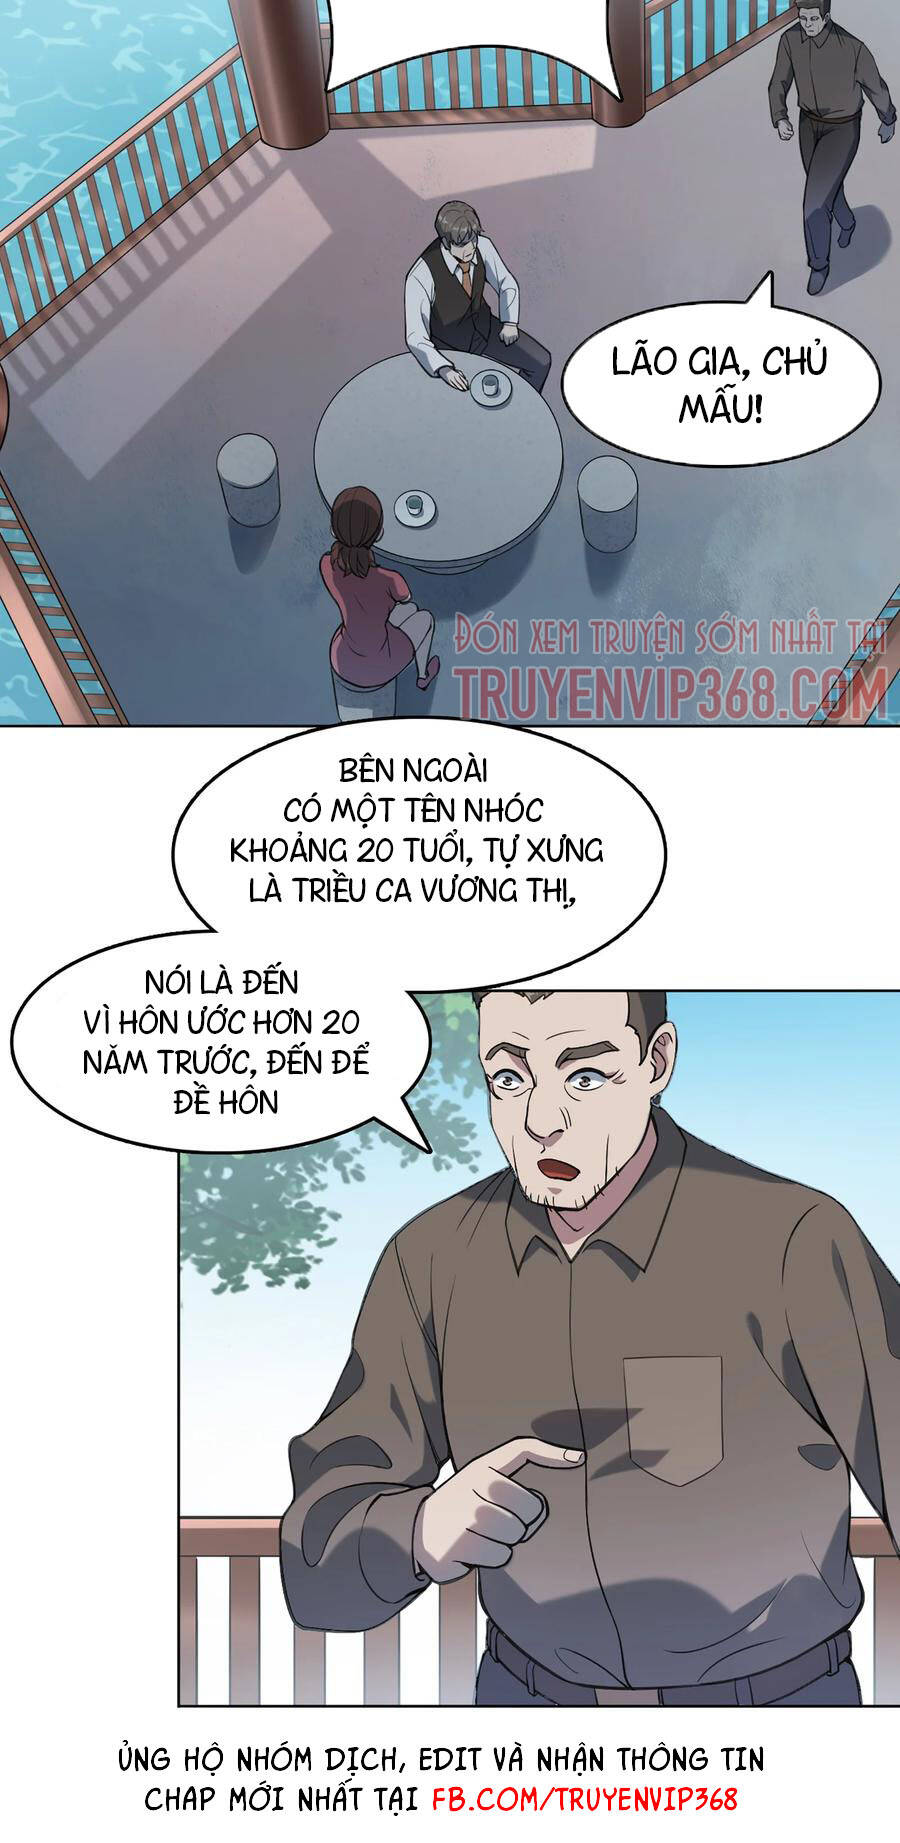 LÃO GIA, CHỦ
MẪU!
ĐÓN XEM TRUYỆN SỚM NHẤT TẠI
TRUYENVIP368.COM
BÊN NGOÀI
CÓ MỘT TÊN NHÓC
KHOẢNG 20 TUỔI, TỰ XƯNG
LÀ TRIỀU CA VƯƠNG THỊ,
NÓI LÀ ĐẾN
VÌ HÔN ƯỚC HƠN 20
NĂM TRƯỚC, ĐẾN ĐỂ
ĐỀ HÔN
ỦNG HỘ NHÓM DỊCH, EDIT VÀ NHẬN THÔNG TIN
CHAP MỚI NHẤT TẠI FB.COM/TRUYENVIP368